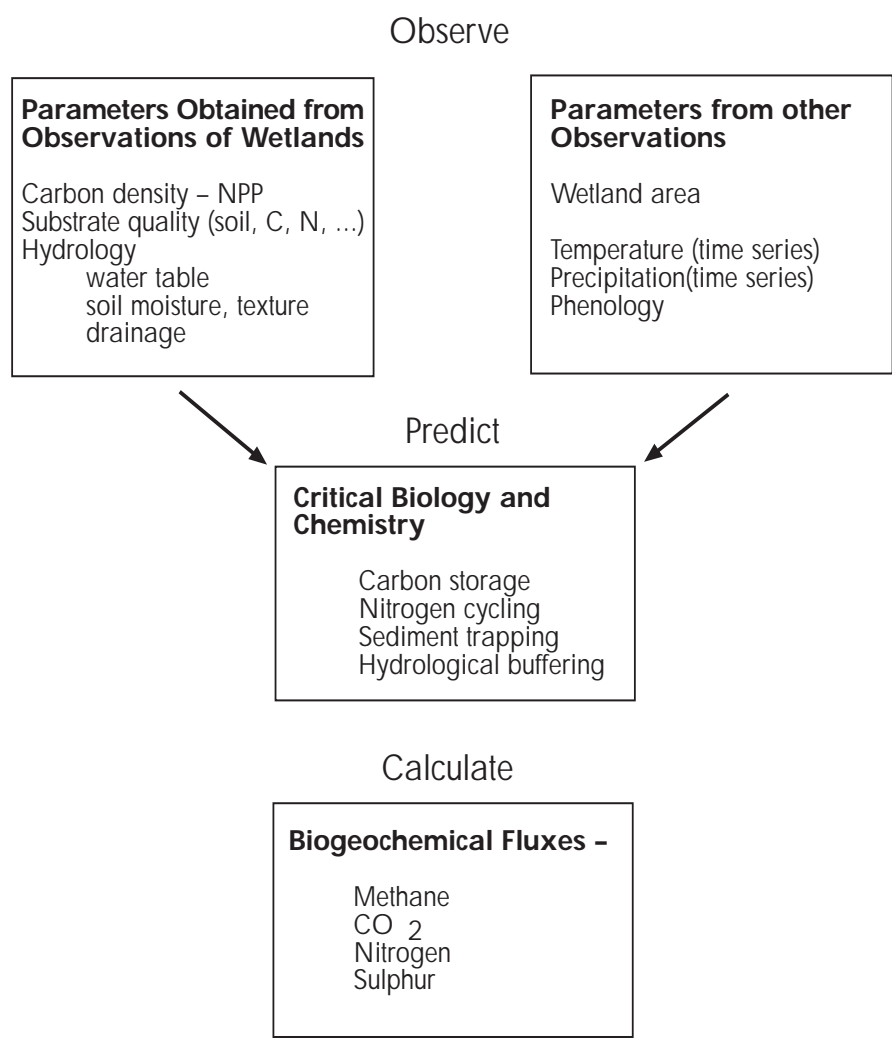 Observe
Parameters Obtained from
Observations of Wetlands
Carbon density – NPP
Substrate quality (soil, C, N, ...)
Hydrology
water table
soil moisture, texture
drainage
Parameters from other
Observations
Wetland area
Temperature (time series)
Precipitation(time series)
Phenology
Predict
Critical Biology and
Chemistry
Carbon storage
Nitrogen cycling
Sediment trapping
Hydrological buffering
Calculate
Biogeochemical Fluxes –
Methane
CO 2
Nitrogen
Sulphur